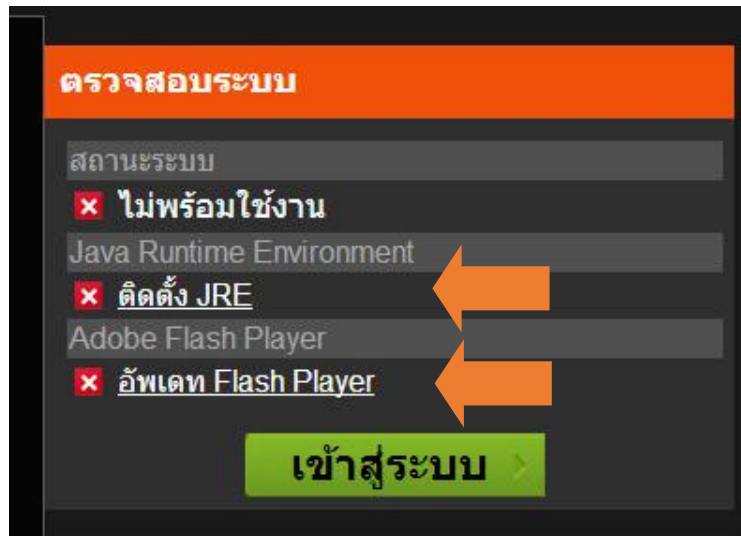 ตรวจสอบระบบ
สถานะระบบ
ไม่พร้อมใช้งาน
Java Runtime Environment
ติดตั้ง JRE
Adobe Flash Player
อัพเดท Flash Player
เข้าสู่ระบบ